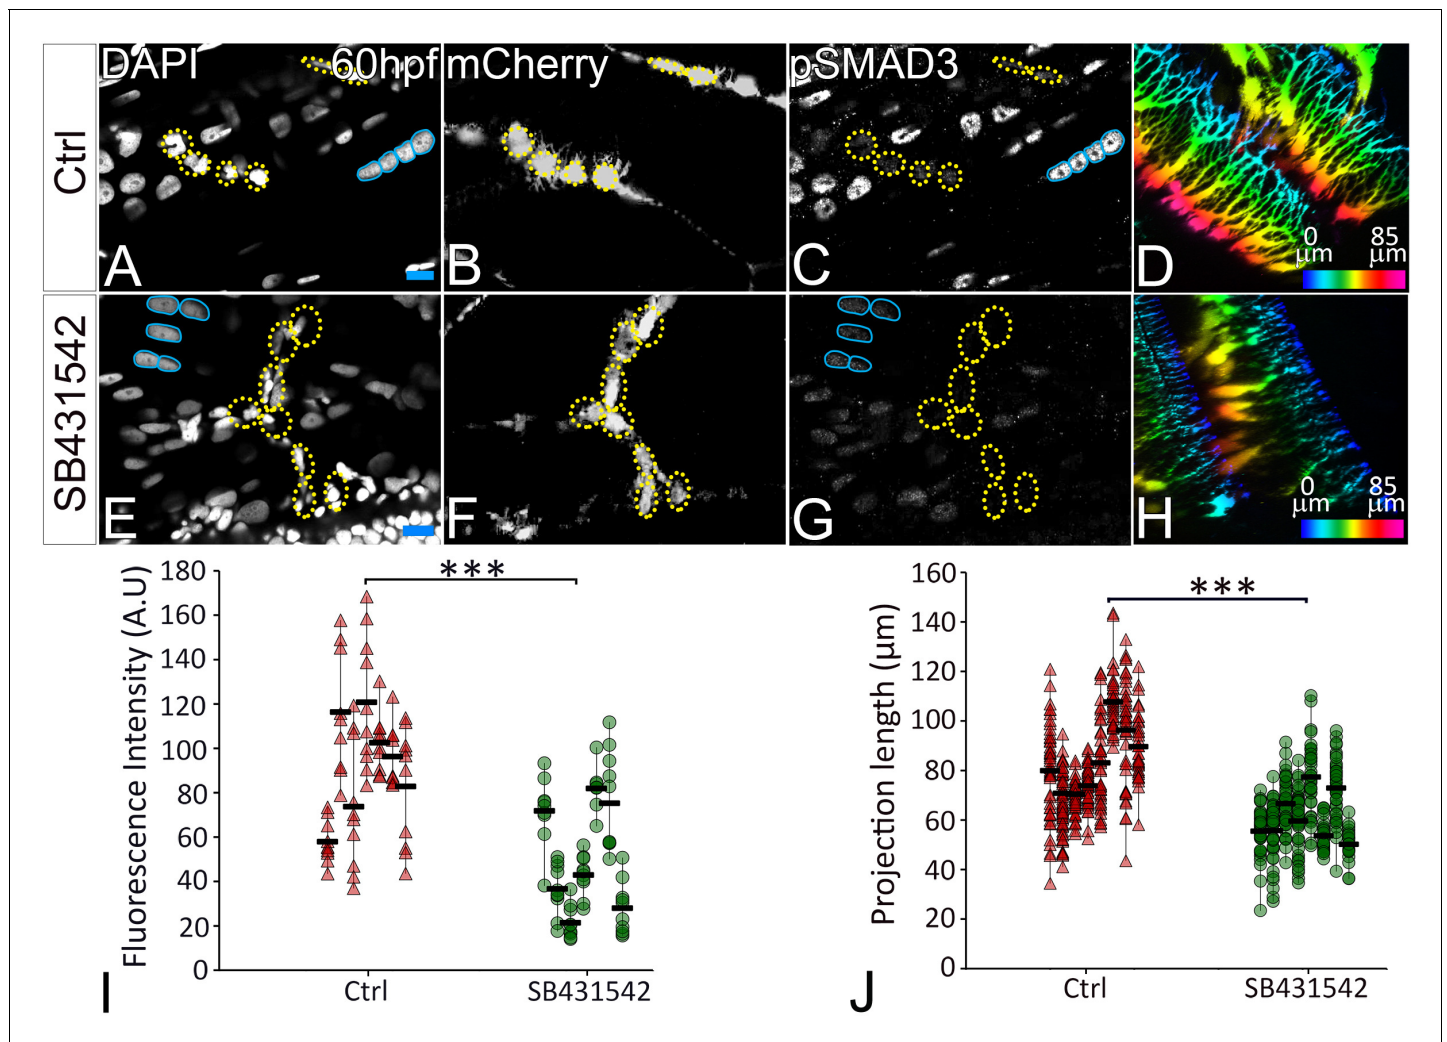 Ctrl
DAPI 60hpf
mCherry
pSMAD3
A
B
C
D
0 μm
85 μm
SB431542
E
F
G
H
0 μm
85 μm
Fluorescence Intensity (A.U)
180
160
140
120
100
80
60
40
20
0
***
Ctrl
SB431542
I
Projection length (μm)
160
140
120
100
80
60
40
20
0
***
Ctrl
SB431542
J